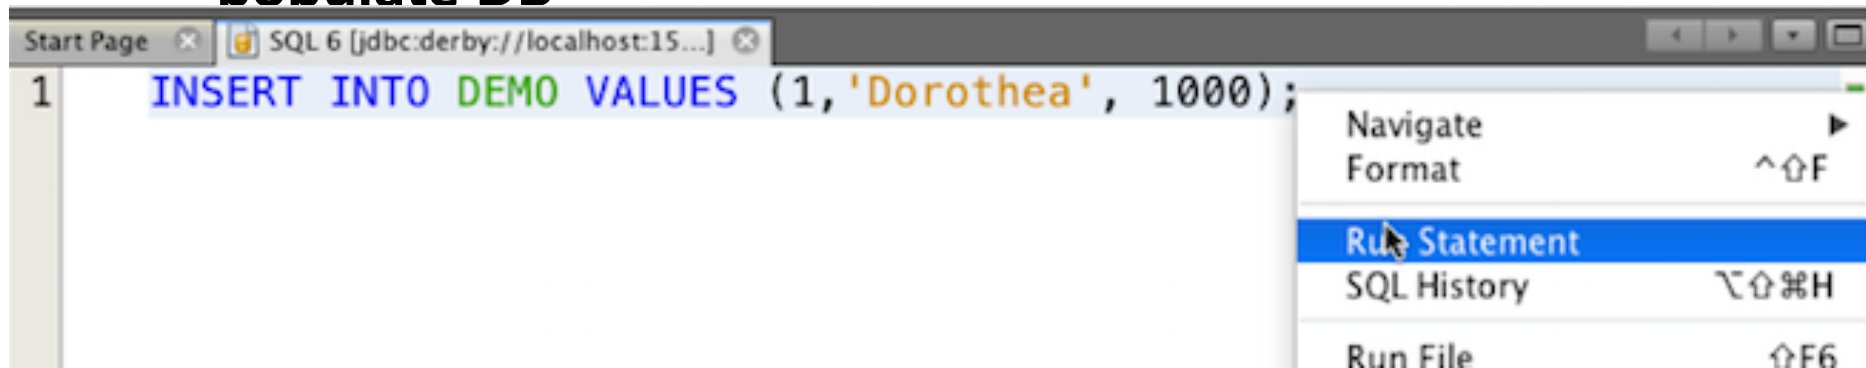 Start Page
SQL 6 [jdbc:derby://localhost:15...]
1 INSERT INTO DEMO VALUES (1,'Dorothea', 1000);
Navigate
Format ^⇧F
Run Statement
SQL History ⌥⇧⌘H
Run File ⇧F6